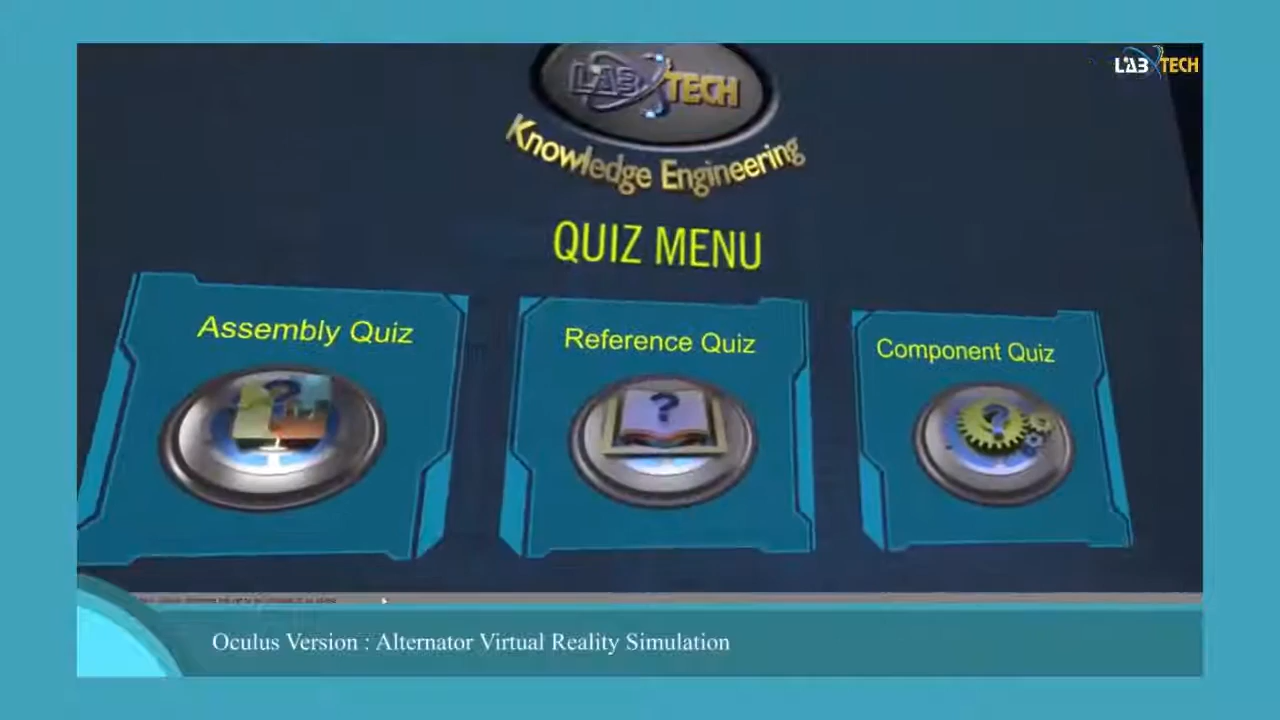 LAB TECH
LAB TECH
Knowledge Engineering
QUIZ MENU
Assembly Quiz
Reference Quiz
Component Quiz
?
?
?
Oculus Version : Alternator Virtual Reality Simulation